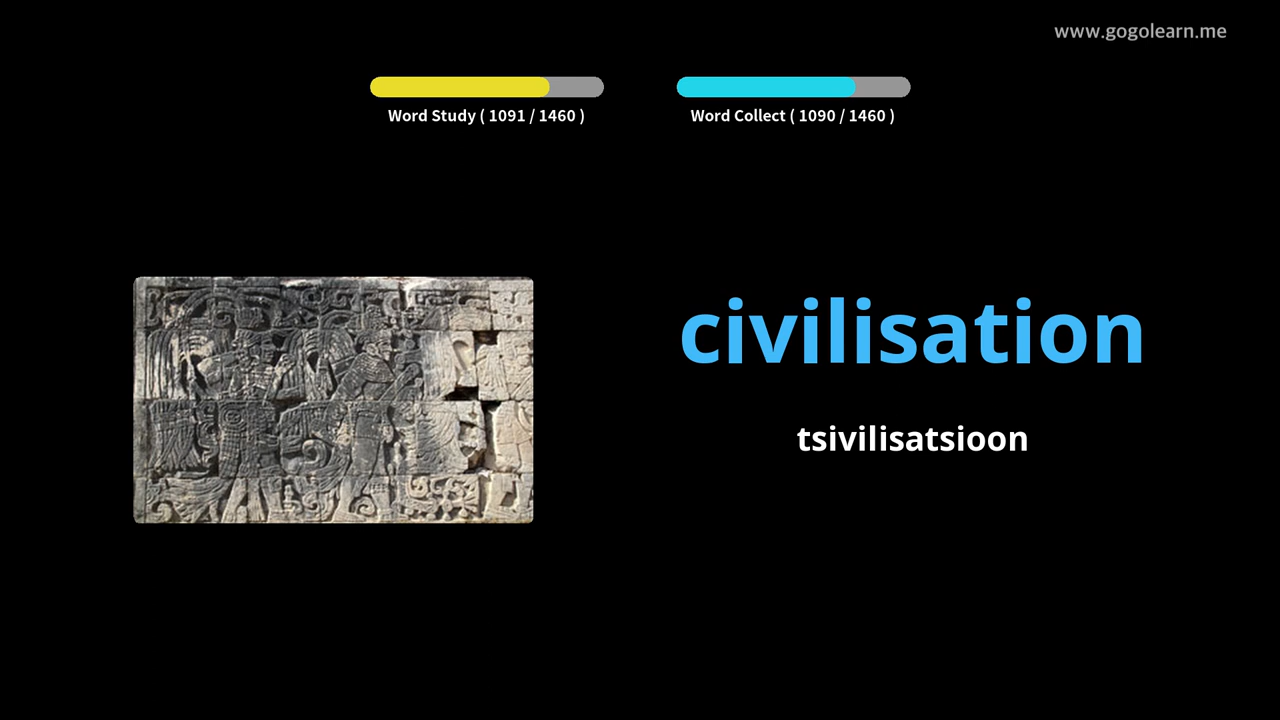 www.gogolearn.me
Word Study ( 1091 / 1460 )
Word Collect ( 1090 / 1460 )
civilisation
tsivilisatsioon